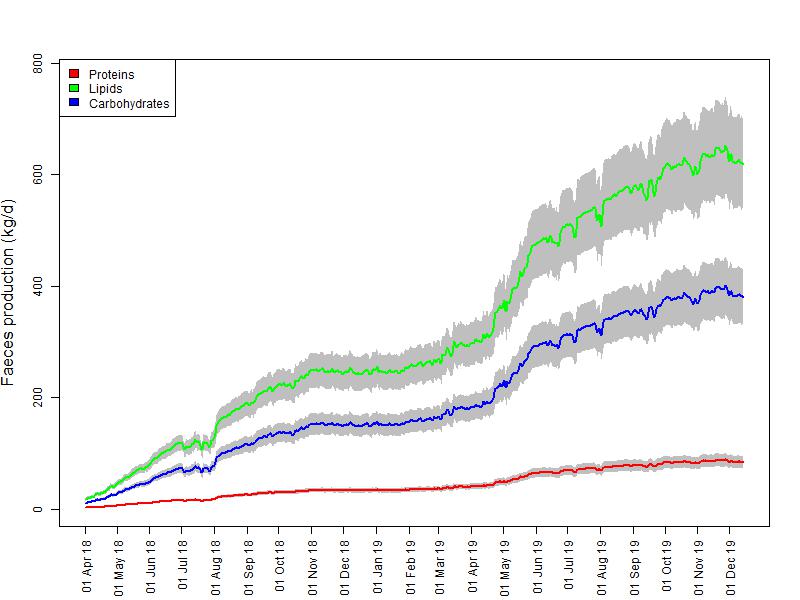 Proteins
Lipids
Carbohydrates
Faeces production (kg/d)
800
600
400
200
0
01 Apr 18
01 May 18
01 Jun 18
01 Jul 18
01 Aug 18
01 Sep 18
01 Oct 18
01 Nov 18
01 Dec 18
01 Jan 19
01 Feb 19
01 Mar 19
01 Apr 19
01 May 19
01 Jun 19
01 Jul 19
01 Aug 19
01 Sep 19
01 Oct 19
01 Nov 19
01 Dec 19